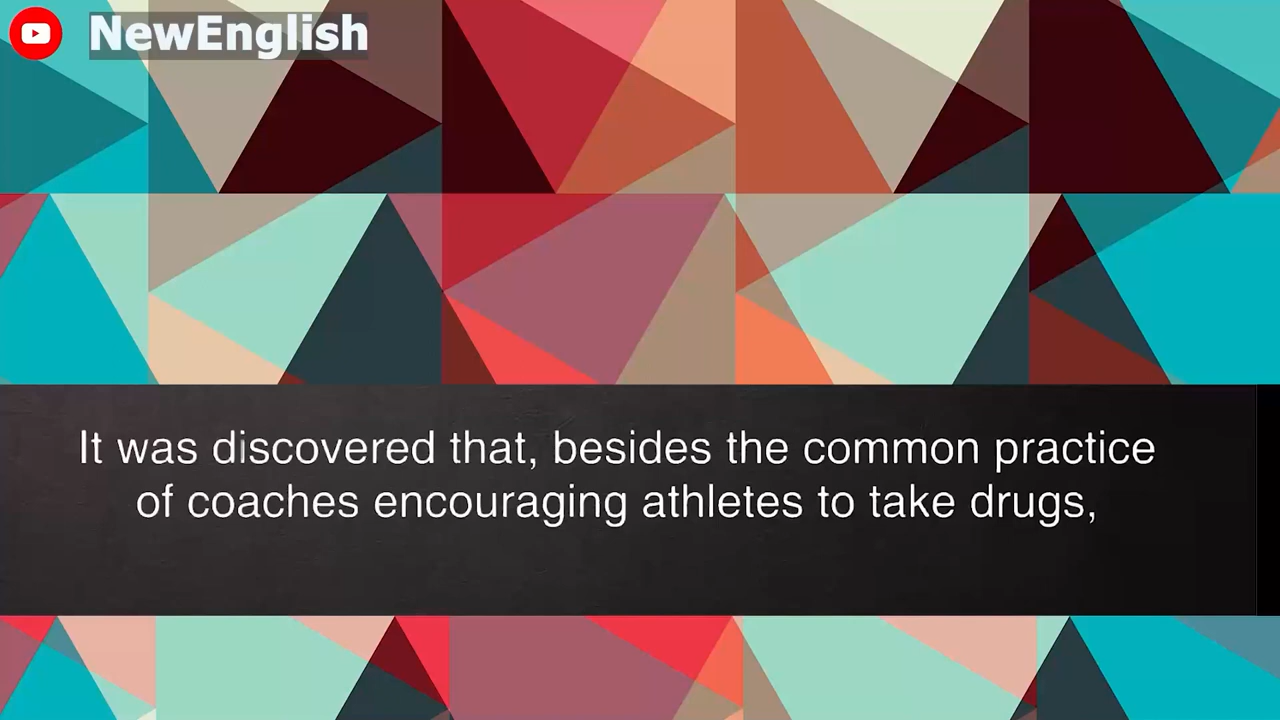 NewEnglish
It was discovered that, besides the common practice
of coaches encouraging athletes to take drugs,